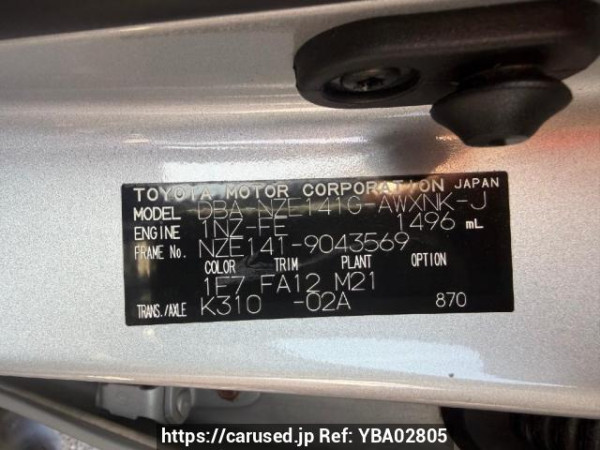 TOYOTA MOTOR CORPORATION JAPAN
MODEL DBA-NZE141G-AWXNK-J
ENGINE 1NZ-FE 1496 mL
FRAME No. NZE141-9043569
COLOR TRIM PLANT OPTION
1F7 FA12 M21
TRANS./AXLE K310 -02A 870
https://carused.jp Ref: YBA02805